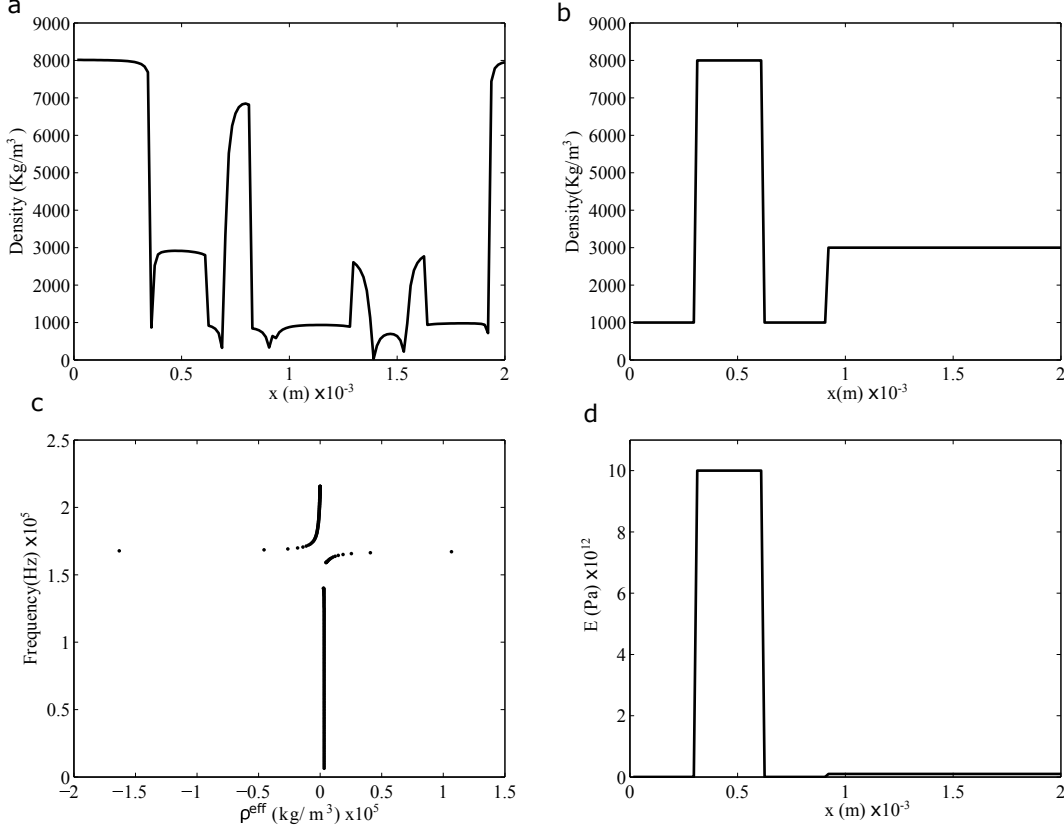 a
9000
8000
7000
6000
5000
4000
3000
2000
1000
0
Density (Kg/m³)
0 0.5 1 1.5 2
x (m) ×10⁻³
b
9000
8000
7000
6000
5000
4000
3000
2000
1000
0
Density(Kg/m³)
0 0.5 1 1.5 2
x(m) ×10⁻³
c
2.5
2
1.5
1
0.5
0
Frequency(Hz) ×10⁵
−2 −1.5 −1 −0.5 0 0.5 1 1.5
ρᵉᶠᶠ (kg/ m³) ×10⁵
d
10
8
6
4
2
0
E (Pa) ×10¹²
0 0.5 1 1.5 2
x (m) ×10⁻³